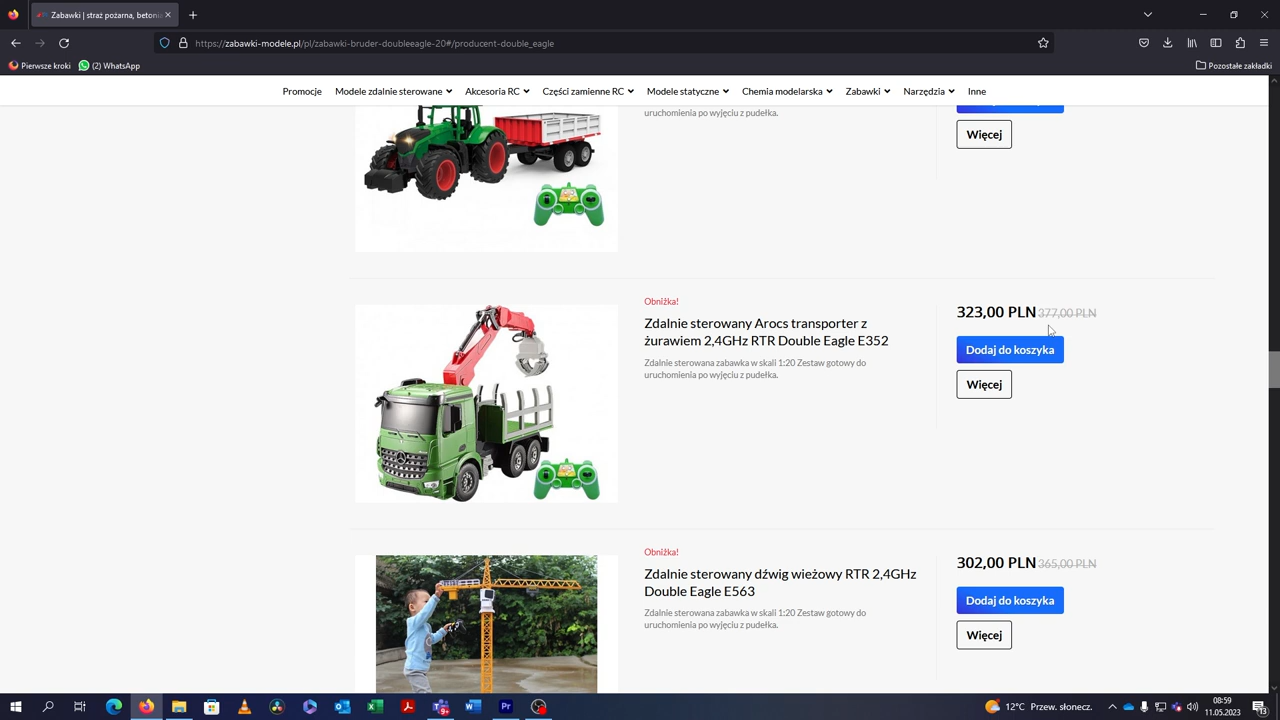 Zabawki | straż pożarna, betonia
https://zabawki-modele.pl/pl/zabawki-bruder-doubleeagle-20#/producent-double_eagle
Pierwsze kroki
(2) WhatsApp
Pozostałe zakładki
Promocje
Modele zdalnie sterowane
Akcesoria RC
Części zamienne RC
Modele statyczne
Chemia modelarska
Zabawki
Narzędzia
Inne
uruchomienia po wyjęciu z pudełka.
Więcej
Obniżka!
Zdalnie sterowany Arocs transporter z
żurawiem 2,4GHz RTR Double Eagle E352
Zdalnie sterowana zabawka w skali 1:20 Zestaw gotowy do
uruchomienia po wyjęciu z pudełka.
323,00 PLN 377,00 PLN
Dodaj do koszyka
Więcej
Obniżka!
Zdalnie sterowany dźwig wieżowy RTR 2,4GHz
Double Eagle E563
Zdalnie sterowana zabawka w skali 1:20 Zestaw gotowy do
uruchomienia po wyjęciu z pudełka.
302,00 PLN 365,00 PLN
Dodaj do koszyka
Więcej
12°C Przew. słonecz.
08:59
11.05.2023